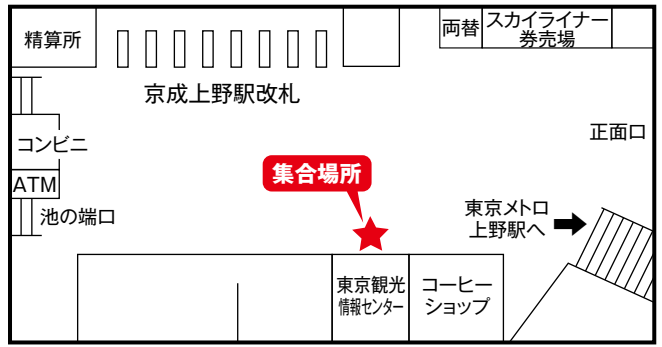 精算所
両替
スカイライナー
券売場
京成上野駅改札
正面口
コンビニ
集合場所
ATM
池の端口
東京メトロ
上野駅へ
東京観光
情報センター
コーヒー
ショップ